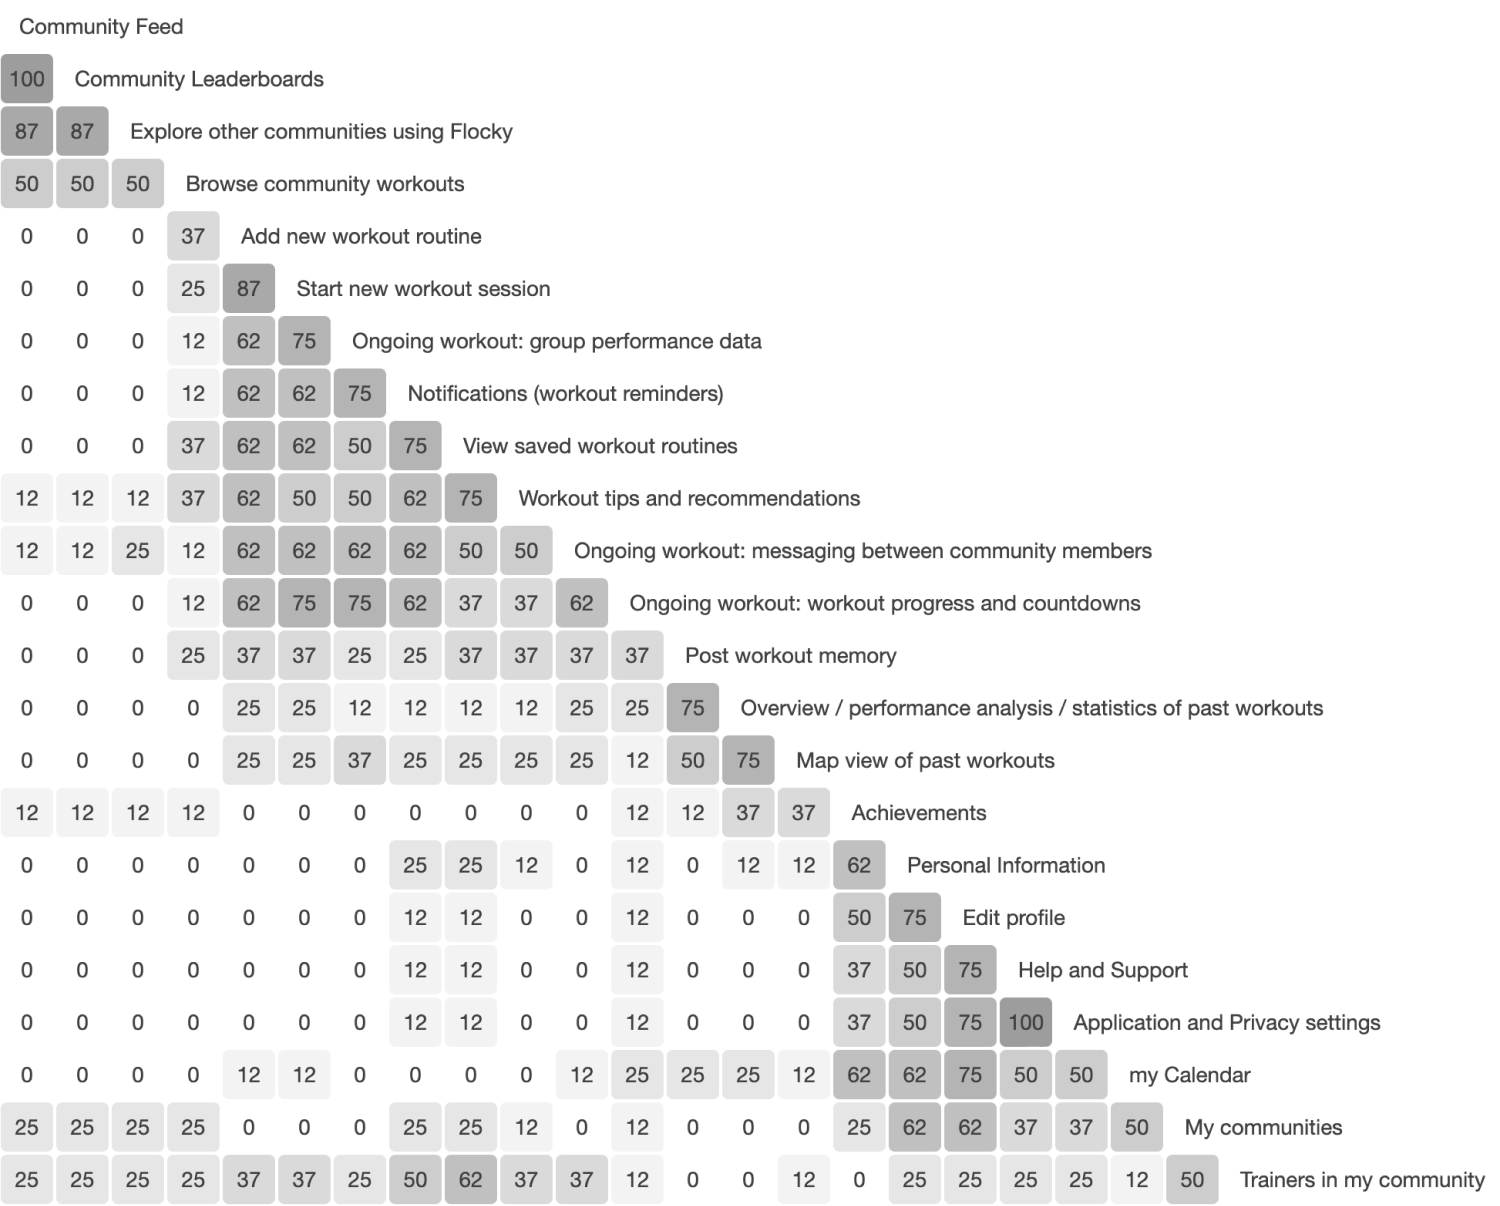 Community Feed
100 Community Leaderboards
87 87 Explore other communities using Flocky
50 50 50 Browse community workouts
0 0 0 37 Add new workout routine
0 0 0 25 87 Start new workout session
0 0 0 12 62 75 Ongoing workout: group performance data
0 0 0 12 62 62 75 Notifications (workout reminders)
0 0 0 37 62 62 50 75 View saved workout routines
12 12 12 37 62 50 50 62 75 Workout tips and recommendations
12 12 25 12 62 62 62 62 50 50 Ongoing workout: messaging between community members
0 0 0 12 62 75 75 62 37 37 62 Ongoing workout: workout progress and countdowns
0 0 0 25 37 37 25 25 37 37 37 37 Post workout memory
0 0 0 0 25 25 12 12 12 12 25 25 75 Overview / performance analysis / statistics of past workouts
0 0 0 0 25 25 37 25 25 25 25 12 50 75 Map view of past workouts
12 12 12 12 0 0 0 0 0 0 0 12 12 37 37 Achievements
0 0 0 0 0 0 0 25 25 12 0 12 0 12 12 62 Personal Information
0 0 0 0 0 0 0 12 12 0 0 12 0 0 0 50 75 Edit profile
0 0 0 0 0 0 0 12 12 0 0 12 0 0 0 37 50 75 Help and Support
0 0 0 0 0 0 0 12 12 0 0 12 0 0 0 37 50 75 100 Application and Privacy settings
0 0 0 0 12 12 0 0 0 0 12 25 25 25 12 62 62 75 50 50 my Calendar
25 25 25 25 0 0 0 25 25 12 0 12 0 0 0 25 62 62 37 37 50 My communities
25 25 25 25 37 37 25 50 62 37 37 12 0 0 12 0 25 25 25 25 12 50 Trainers in my community